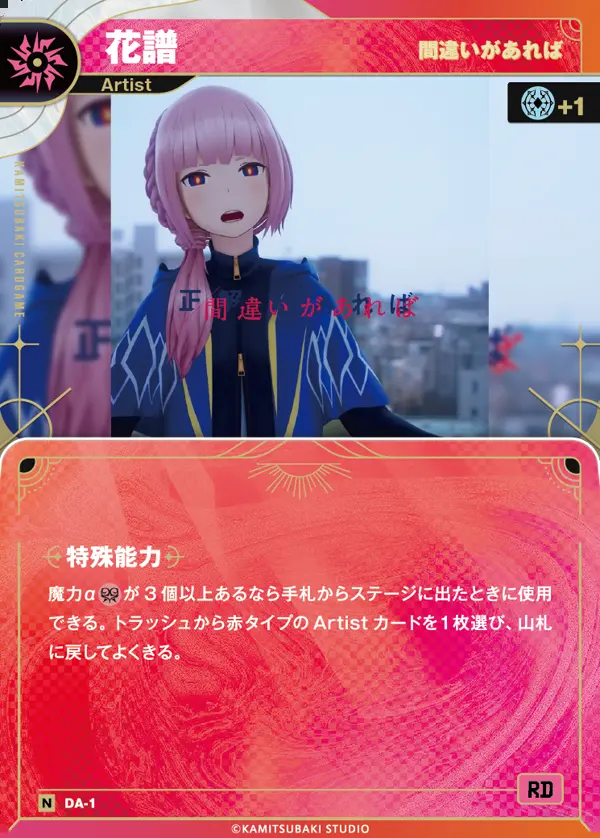 花譜
間違いがあれば
Artist
+1
KAMITSUBAKI CARDGAME
正
間違いがあれば
れば
正
特殊能力
魔力αが3個以上あるなら手札からステージに出たときに使用
できる。トラッシュから赤タイプのArtistカードを1枚選び、山札
に戻してよくきる。
N DA-1
RD
©KAMITSUBAKI STUDIO